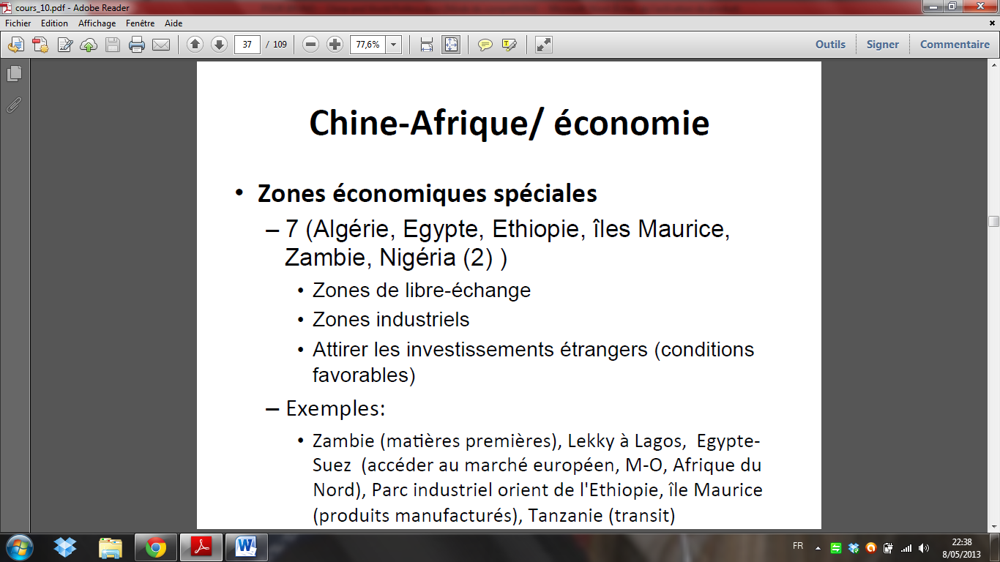 cours_10.pdf - Adobe Reader
Fichier Edition Affichage Fenêtre Aide
37 / 109 77,6% Outils Signer Commentaire
Chine-Afrique/ économie
• Zones économiques spéciales
– 7 (Algérie, Egypte, Ethiopie, îles Maurice,
Zambie, Nigéria (2) )
• Zones de libre-échange
• Zones industriels
• Attirer les investissements étrangers (conditions
favorables)
– Exemples:
• Zambie (matières premières), Lekky à Lagos, Egypte-
Suez (accéder au marché européen, M-O, Afrique du
Nord), Parc industriel orient de l'Ethiopie, île Maurice
(produits manufacturés), Tanzanie (transit)
FR 22:38
8/05/2013